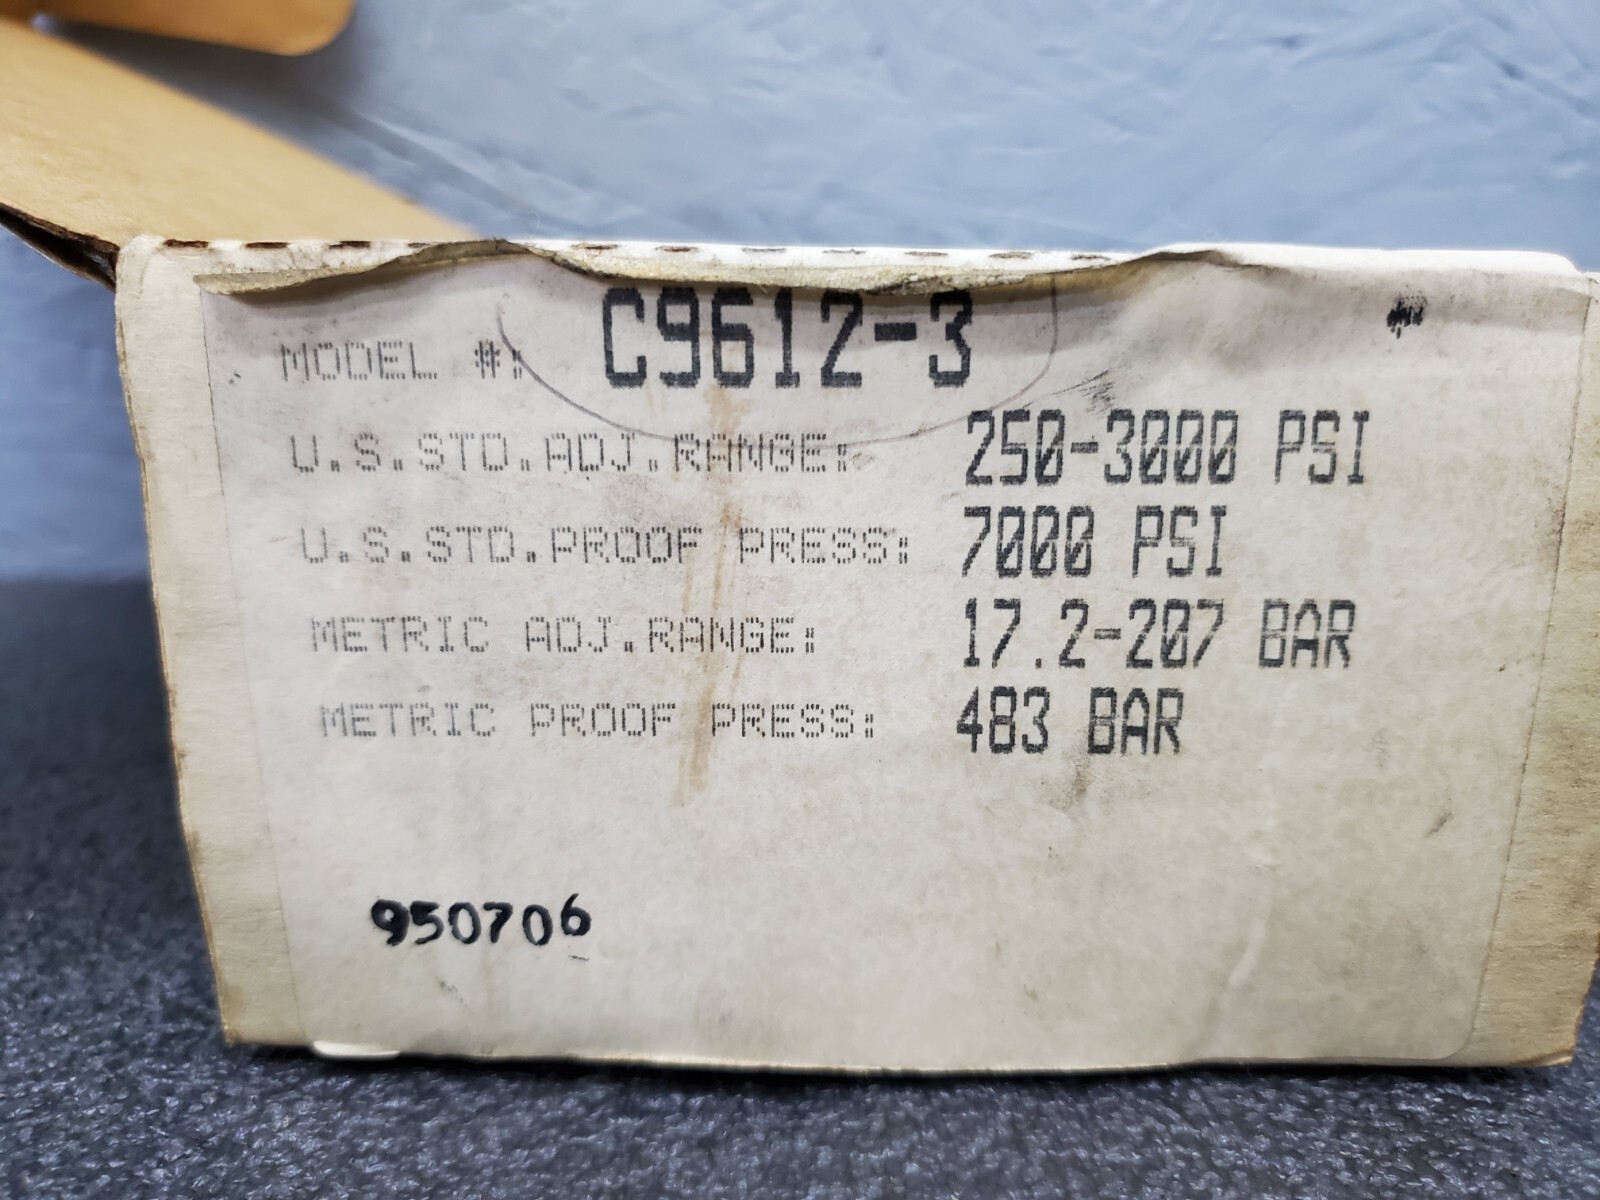 MODEL #: C9612-3
U.S.STD.ADJ.RANGE: 250-3000 PSI
U.S.STD.PROOF PRESS: 7000 PSI
METRIC ADJ.RANGE: 17.2-207 BAR
METRIC PROOF PRESS: 483 BAR
950706